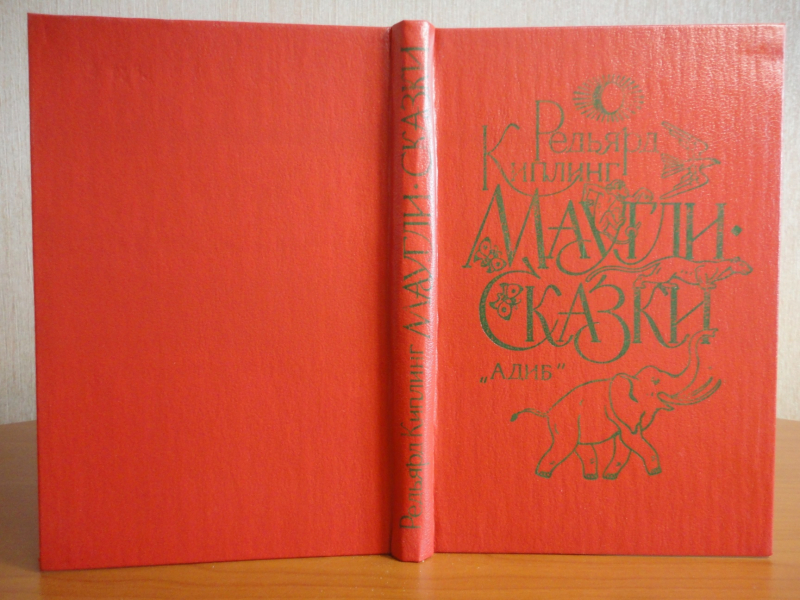 Редьярд Киплинг МАУГЛИ · СКАЗКИ
Редьярд
Киплинг
МАУГЛИ ·
СКАЗКИ
„АДИБ“